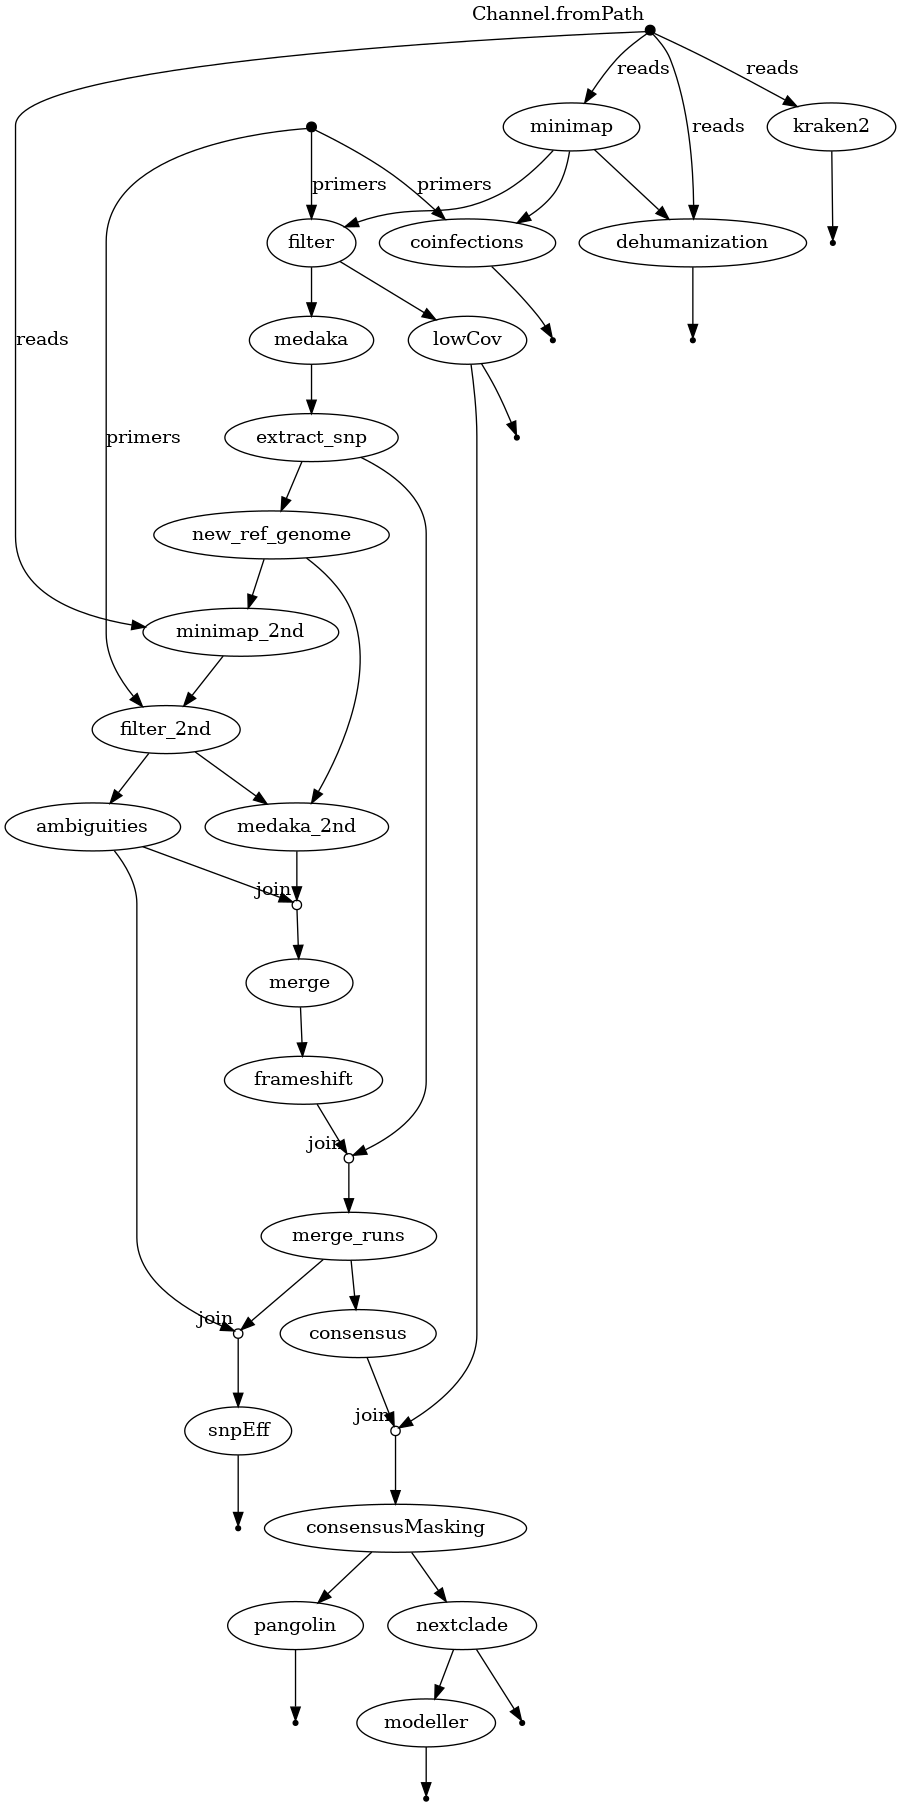 Channel.fromPath
reads
reads
minimap
reads
kraken2
primers
primers
filter
coinfections
dehumanization
reads
medaka
lowCov
primers
extract_snp
new_ref_genome
minimap_2nd
filter_2nd
ambiguities
medaka_2nd
join
merge
frameshift
join
merge_runs
join
consensus
join
snpEff
consensusMasking
pangolin
nextclade
modeller